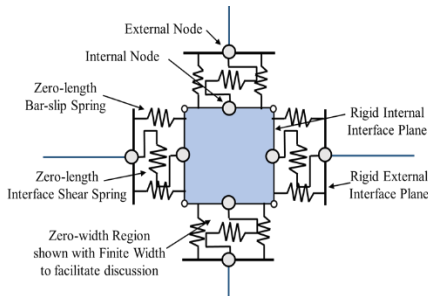 External Node
Internal Node
Zero-length
Bar-slip Spring
Rigid Internal
Interface Plane
Zero-length
Interface Shear Spring
Rigid External
Interface Plane
Zero-width Region
shown with Finite Width
to facilitate discussion